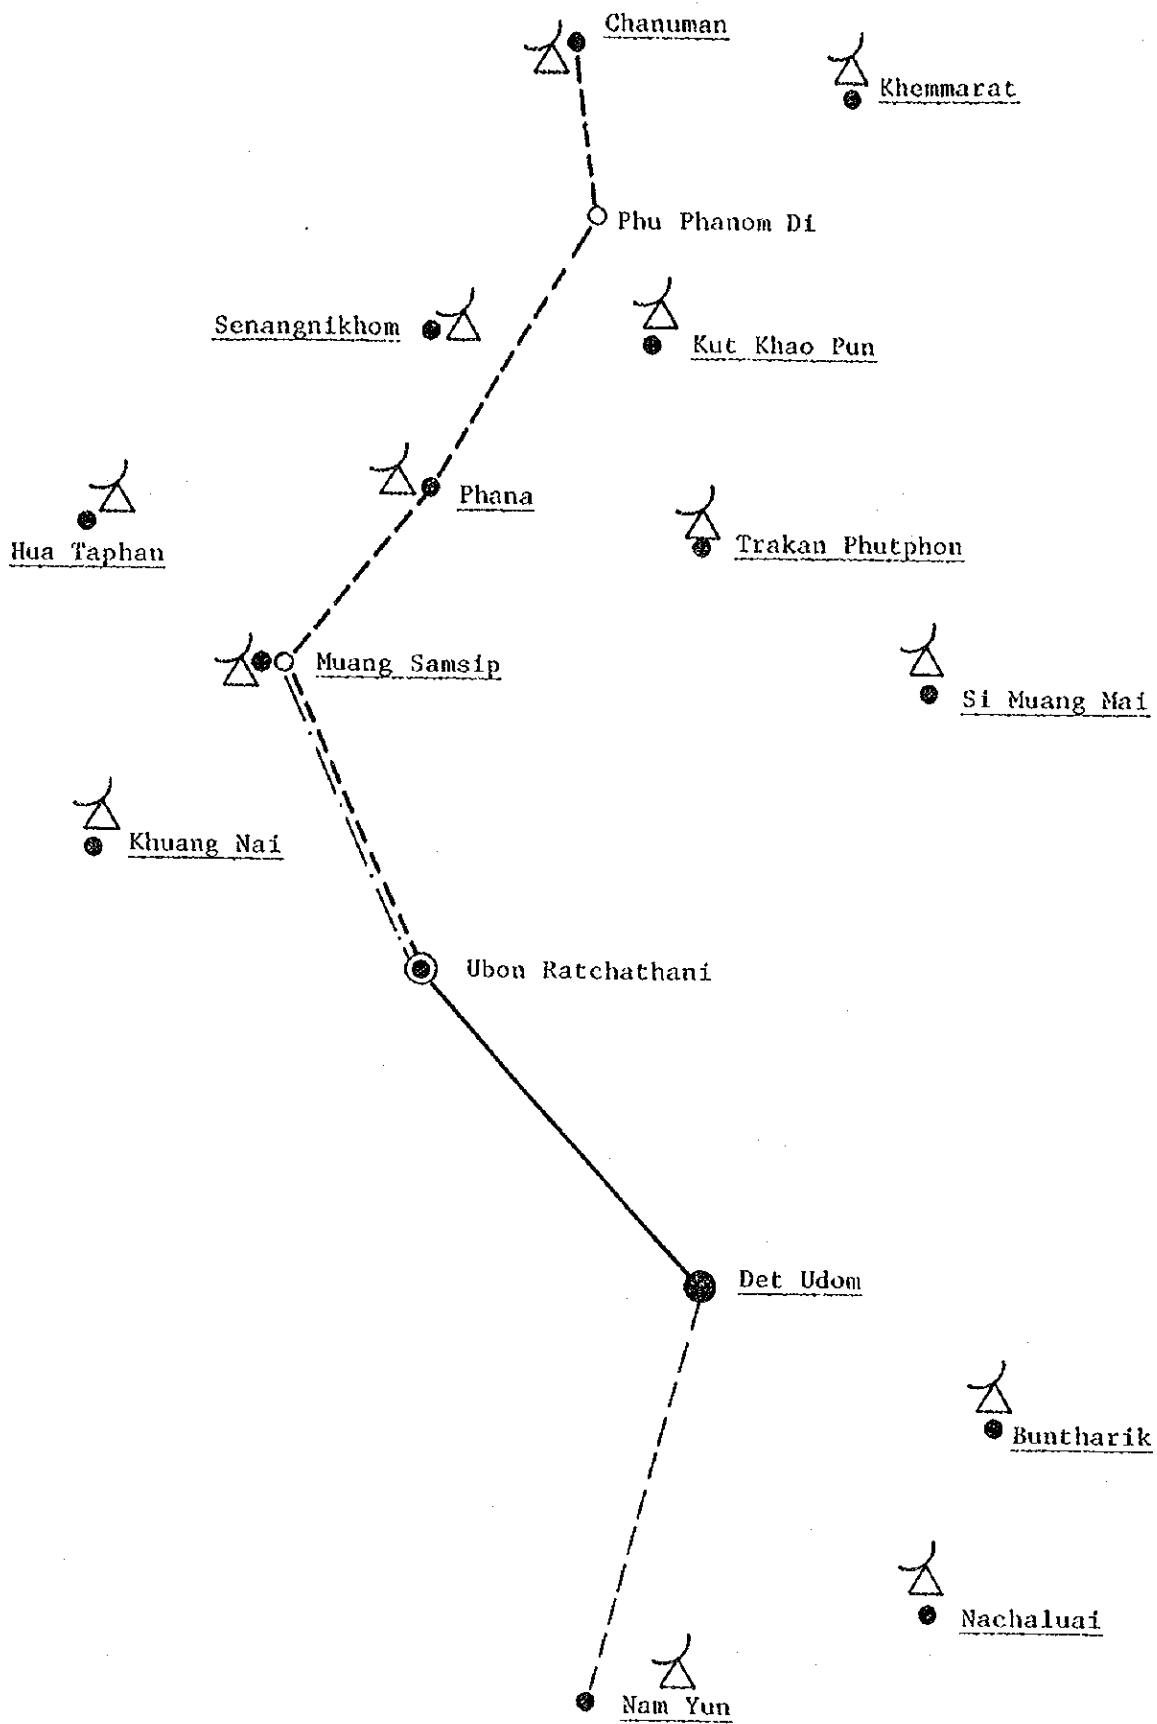 Chanuman
Khemmarat
Phu Phanom Di
Senangnikhom
Kut Khao Pun
Phana
Hua Taphan
Trakan Phutphon
Muang Samsip
Si Muang Mai
Khuang Nai
Ubon Ratchathani
Det Udom
Buntharik
Nachaluai
Nam Yun